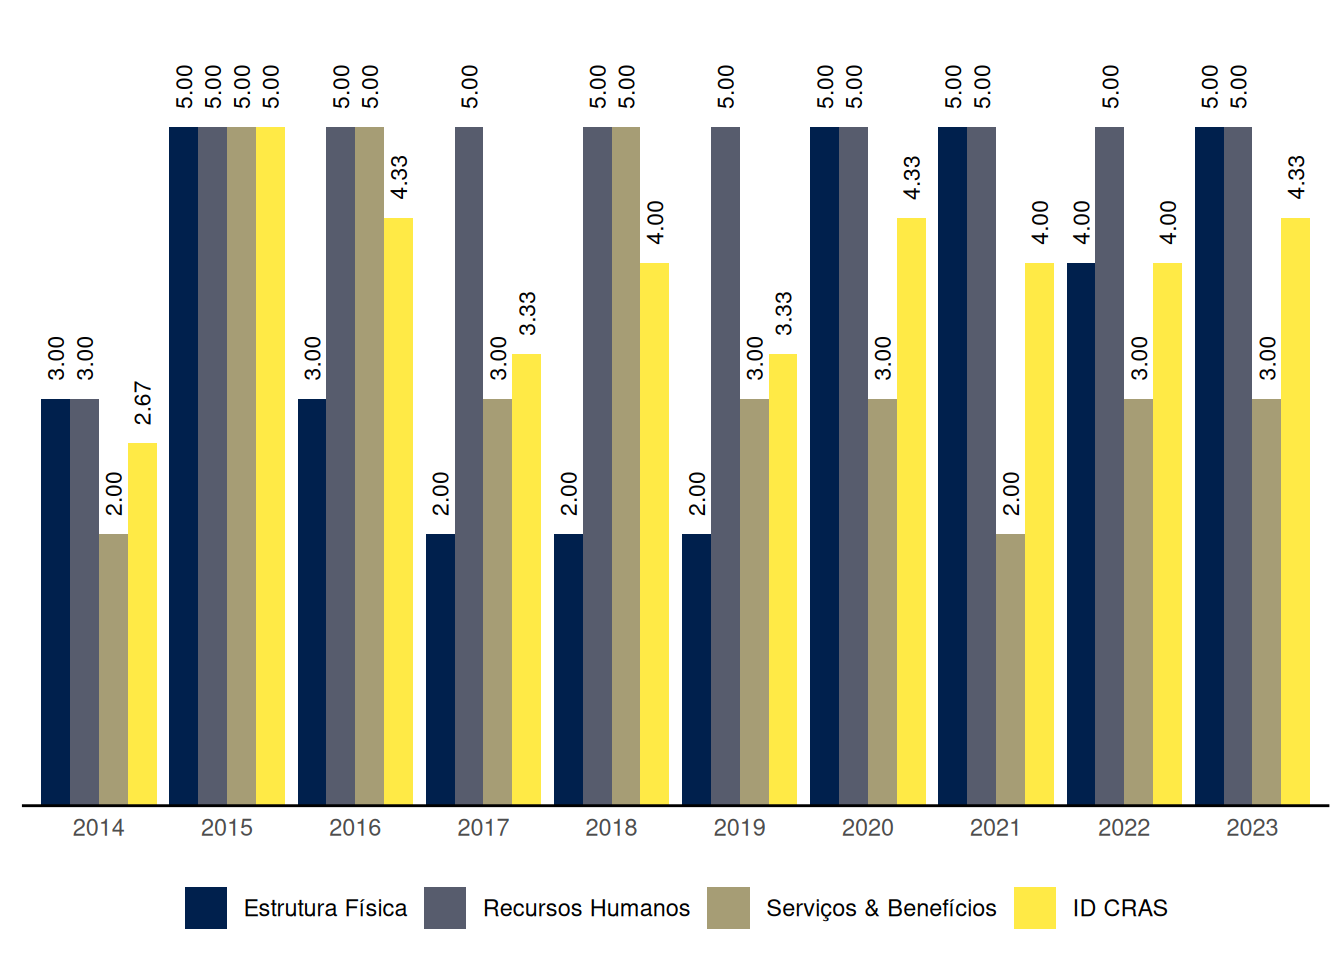 5.00 5.00 5.00 5.00 5.00 5.00 5.00 5.00 5.00 5.00 5.00 5.00 5.00 5.00 5.00 5.00 5.00
4.33 4.33 4.33
4.00 4.00 4.00 4.00
3.33 3.33
3.00 3.00 3.00 3.00 3.00 3.00 3.00 3.00
2.67
2.00 2.00 2.00 2.00 2.00
2014 2015 2016 2017 2018 2019 2020 2021 2022 2023
Estrutura Física Recursos Humanos Serviços & Benefícios ID CRAS